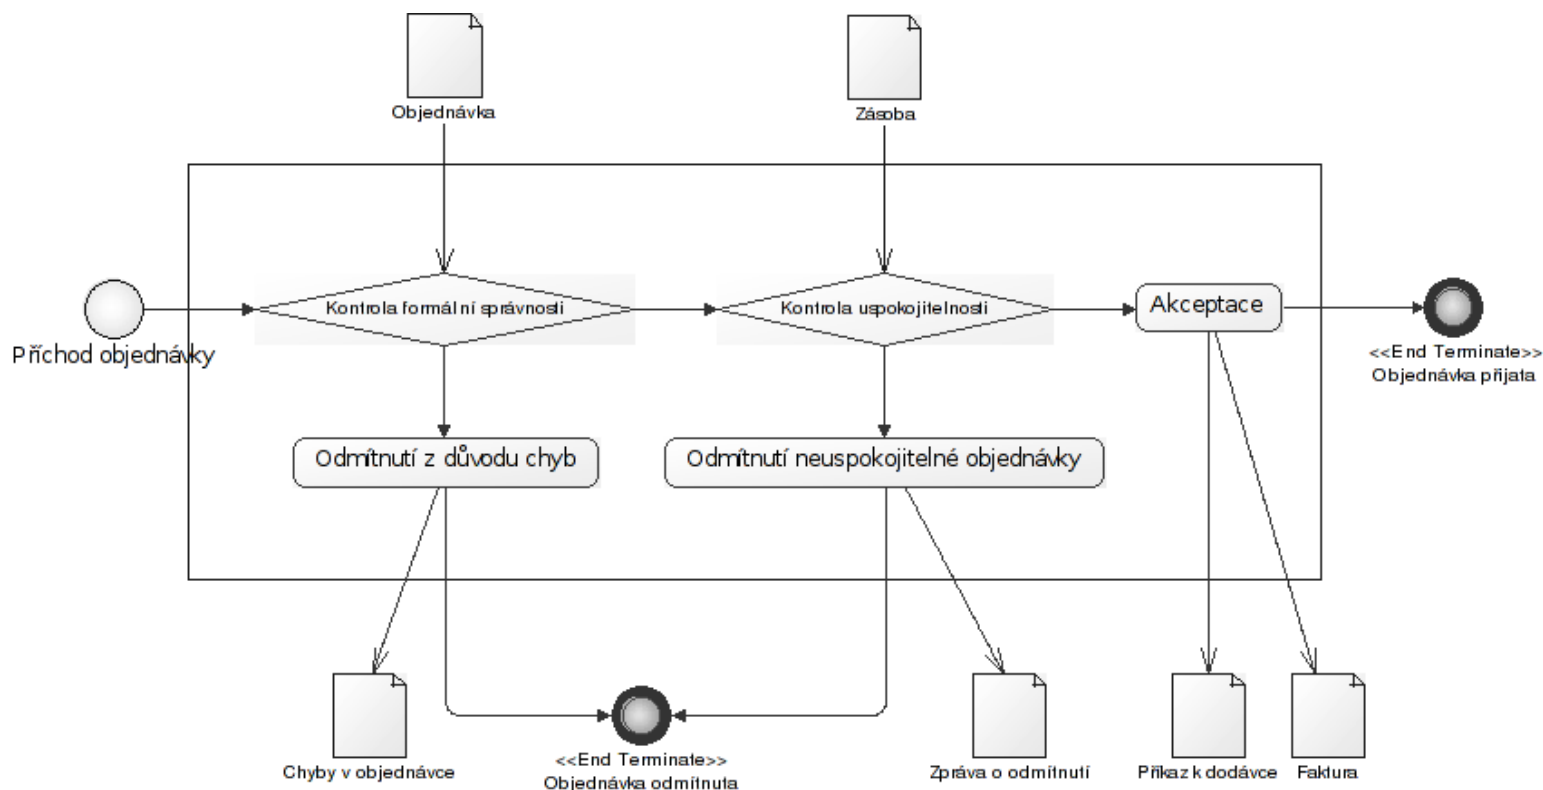 Objednávka
Zásoba
Kontrola formální správnosti
Kontrola uspokojitelnosti
Akceptace
Příchod objednávky
<<End Terminate>>
Objednávka přijata
Odmítnutí z důvodu chyb
Odmítnutí neuspokojitelné objednávky
Chyby v objednávce
<<End Terminate>>
Objednávka odmítnuta
Zpráva o odmítnutí
Příkaz k dodávce
Faktura